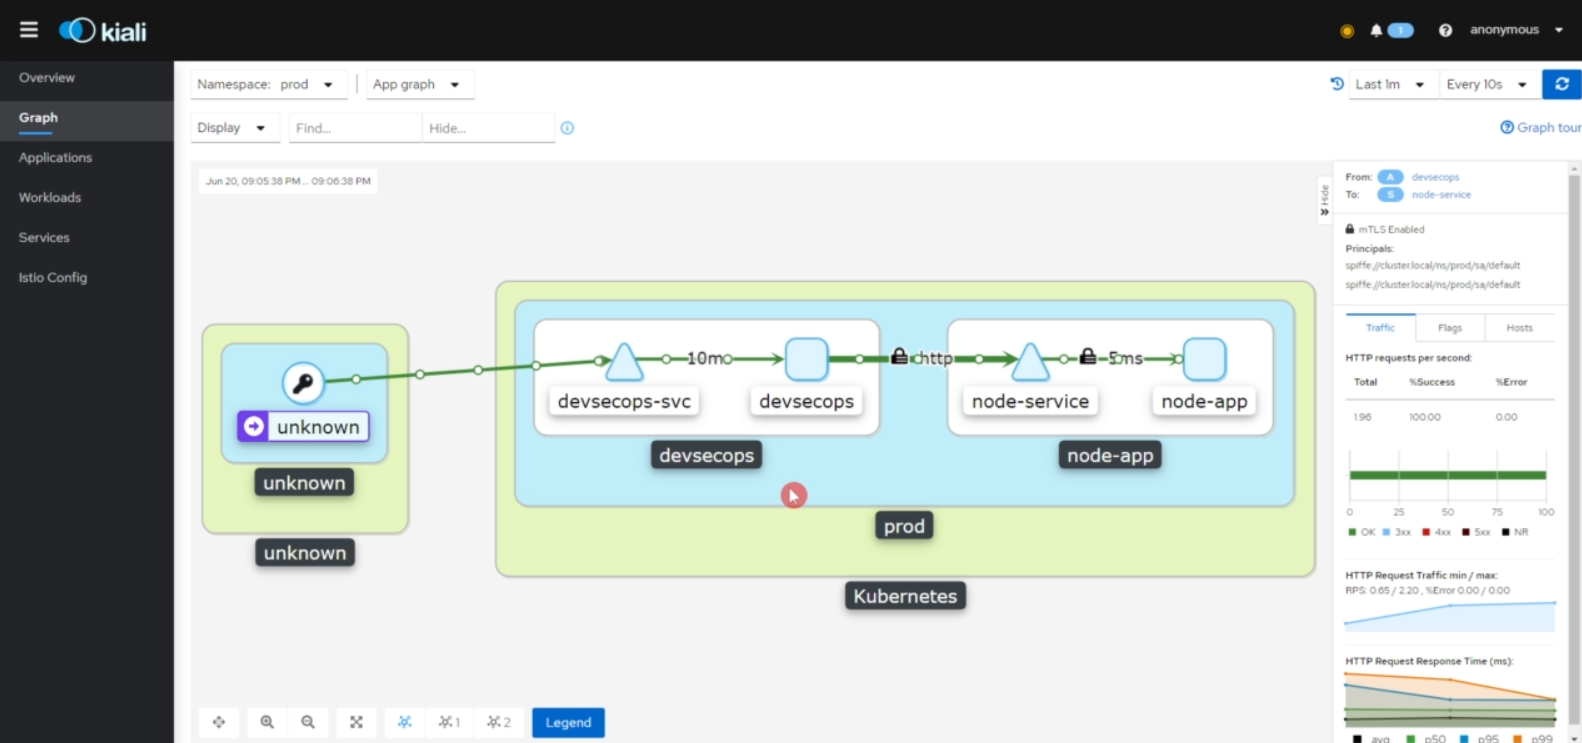 kiali
1
anonymous
Overview
Graph
Applications
Workloads
Services
Istio Config
Namespace: prod
App graph
Last 1m
Every 10s
Display
Find...
Hide...
Graph tour
Jun 20, 09:05:38 PM ... 09:06:38 PM
Hide
unknown
unknown
unknown
10m
http
5ms
devsecops-svc
devsecops
node-service
node-app
devsecops
node-app
prod
Kubernetes
1
2
Legend
From: A devsecops
To: S node-service
mTLS Enabled
Principals:
spiffe://cluster.local/ns/prod/sa/default
spiffe://cluster.local/ns/prod/sa/default
Traffic Flags Hosts
HTTP requests per second:
Total %Success %Error
1.96 100.00 0.00
0 25 50 75 100
OK 3xx 4xx 5xx NR
HTTP Request Traffic min / max:
RPS: 0.65 / 2.20 , %Error 0.00 / 0.00
HTTP Request Response Time (ms):
avg p50 p95 p99